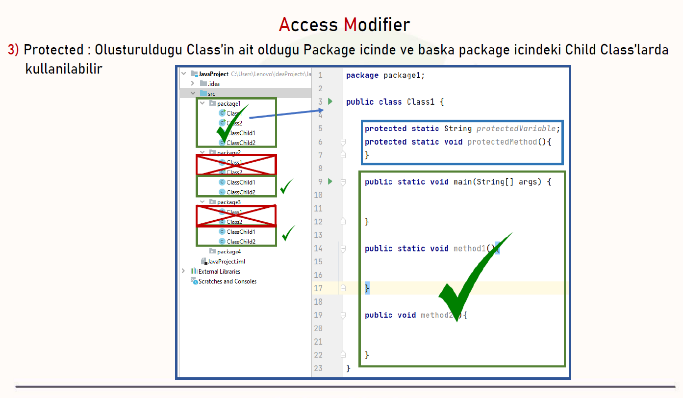 Access Modifier
3) Protected : Olusturuldugu Class'in ait oldugu Package icinde ve baska package icindeki Child Class'larda
kullanilabilir
JavaProject C:\Users\Lenovo\IdeaProjects\Ja
.idea
src
package1
Class2
ClassChild1
ClassChild2
package2
ClassChild1
ClassChild2
package3
Class2
ClassChild1
ClassChild2
package4
JavaProject.iml
External Libraries
Scratches and Consoles
1 package package1;
2
3 public class Class1 {
4
5 protected static String protectedVariable;
6 protected static void protectedMethod(){
7 }
8
9 public static void main(String[] args) {
10
11
12 }
13
14 public static void method1(){
15
16
17 }
18
19 public void method2(){
20
21
22 }
23 }